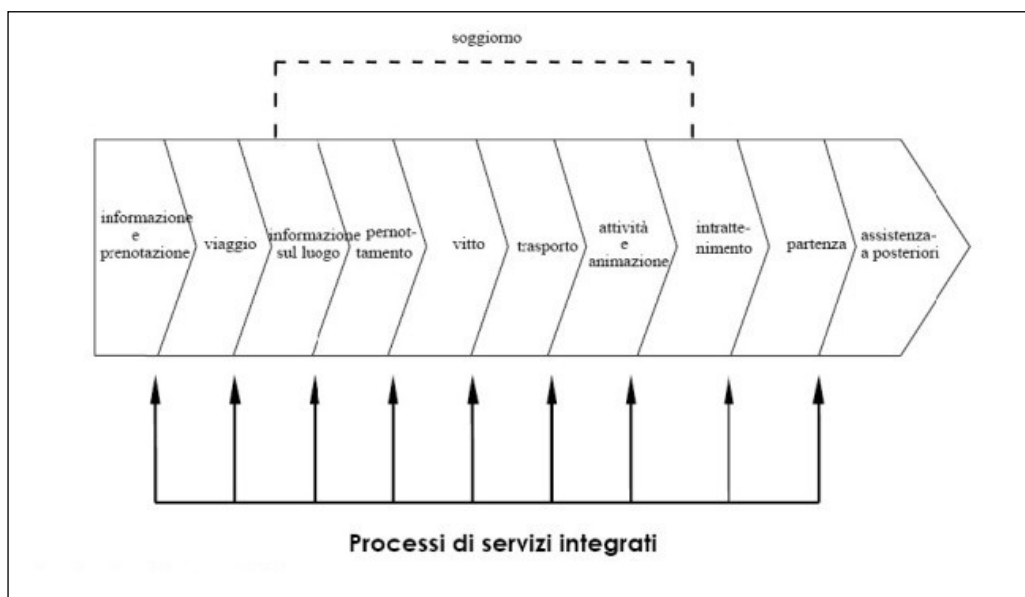 soggiorno
informazione
e
prenotazione
viaggio
informazione
sul luogo
pernot-
tamento
vitto
trasporto
attività
e
animazione
intratte-
nimento
partenza
assistenza-
a posteriori
Processi di servizi integrati